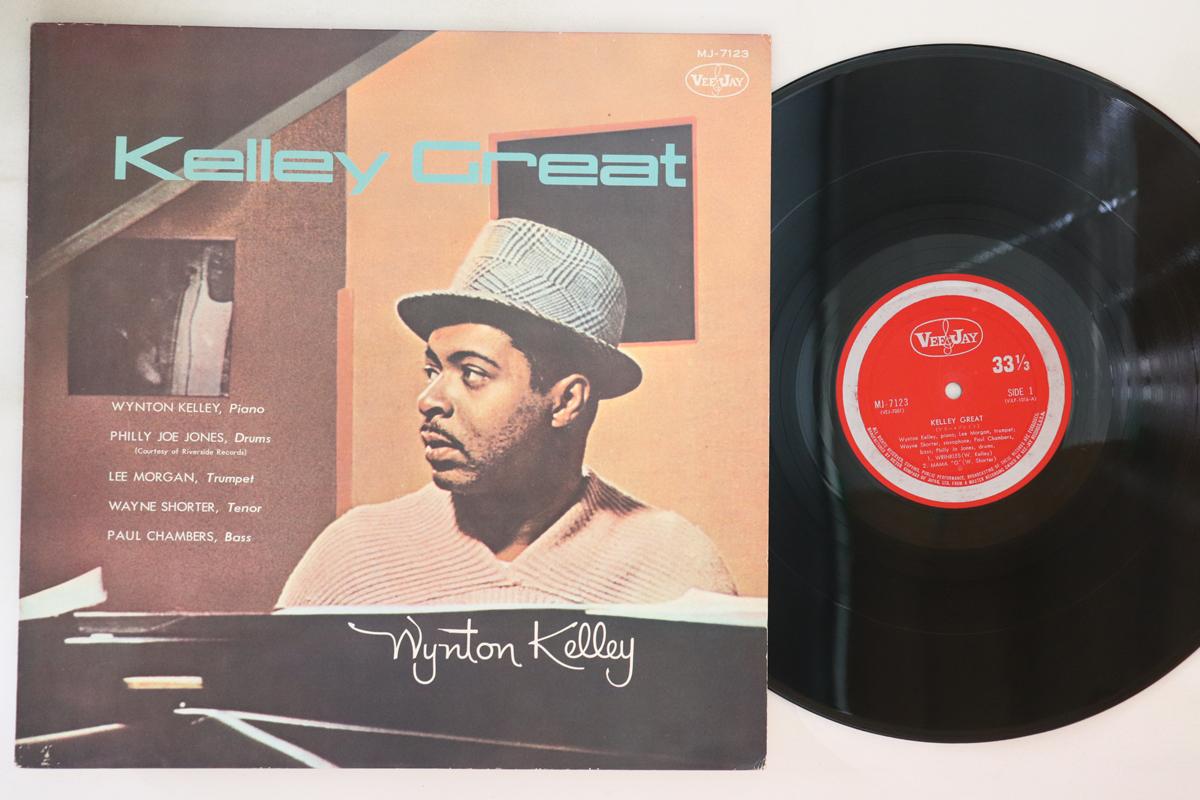 MJ-7123
VEE JAY
Kelley Great
WYNTON KELLEY, Piano
PHILLY JOE JONES, Drums
(Courtesy of Riverside Records)
LEE MORGAN, Trumpet
WAYNE SHORTER, Tenor
PAUL CHAMBERS, Bass
Wynton Kelley
VEE JAY
33 1/3
MJ-7123
SIDE 1
KELLEY GREAT
Wynton Kelley, piano; Lee Morgan, trumpet;
Wayne Shorter, saxophone, Paul Chambers,
bass, Philly Jo Jones, drums,
1. WRINKLES(W. Kelley)
2. MAMA "G"(W. Shorter)